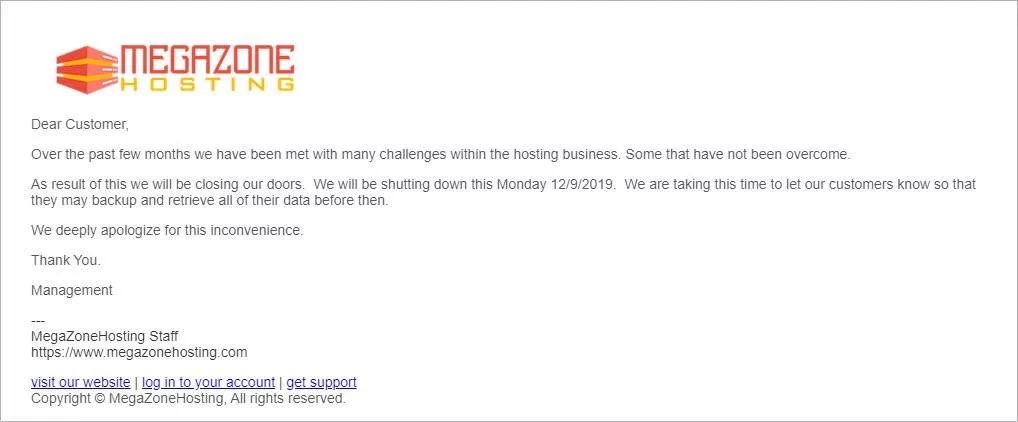 MEGAZONE
HOSTING
Dear Customer,
Over the past few months we have been met with many challenges within the hosting business. Some that have not been overcome.
As result of this we will be closing our doors.  We will be shutting down this Monday 12/9/2019.  We are taking this time to let our customers know so that
they may backup and retrieve all of their data before then.
We deeply apologize for this inconvenience.
Thank You.
Management
---
MegaZoneHosting Staff
https://www.megazonehosting.com
visit our website | log in to your account | get support
Copyright © MegaZoneHosting, All rights reserved.